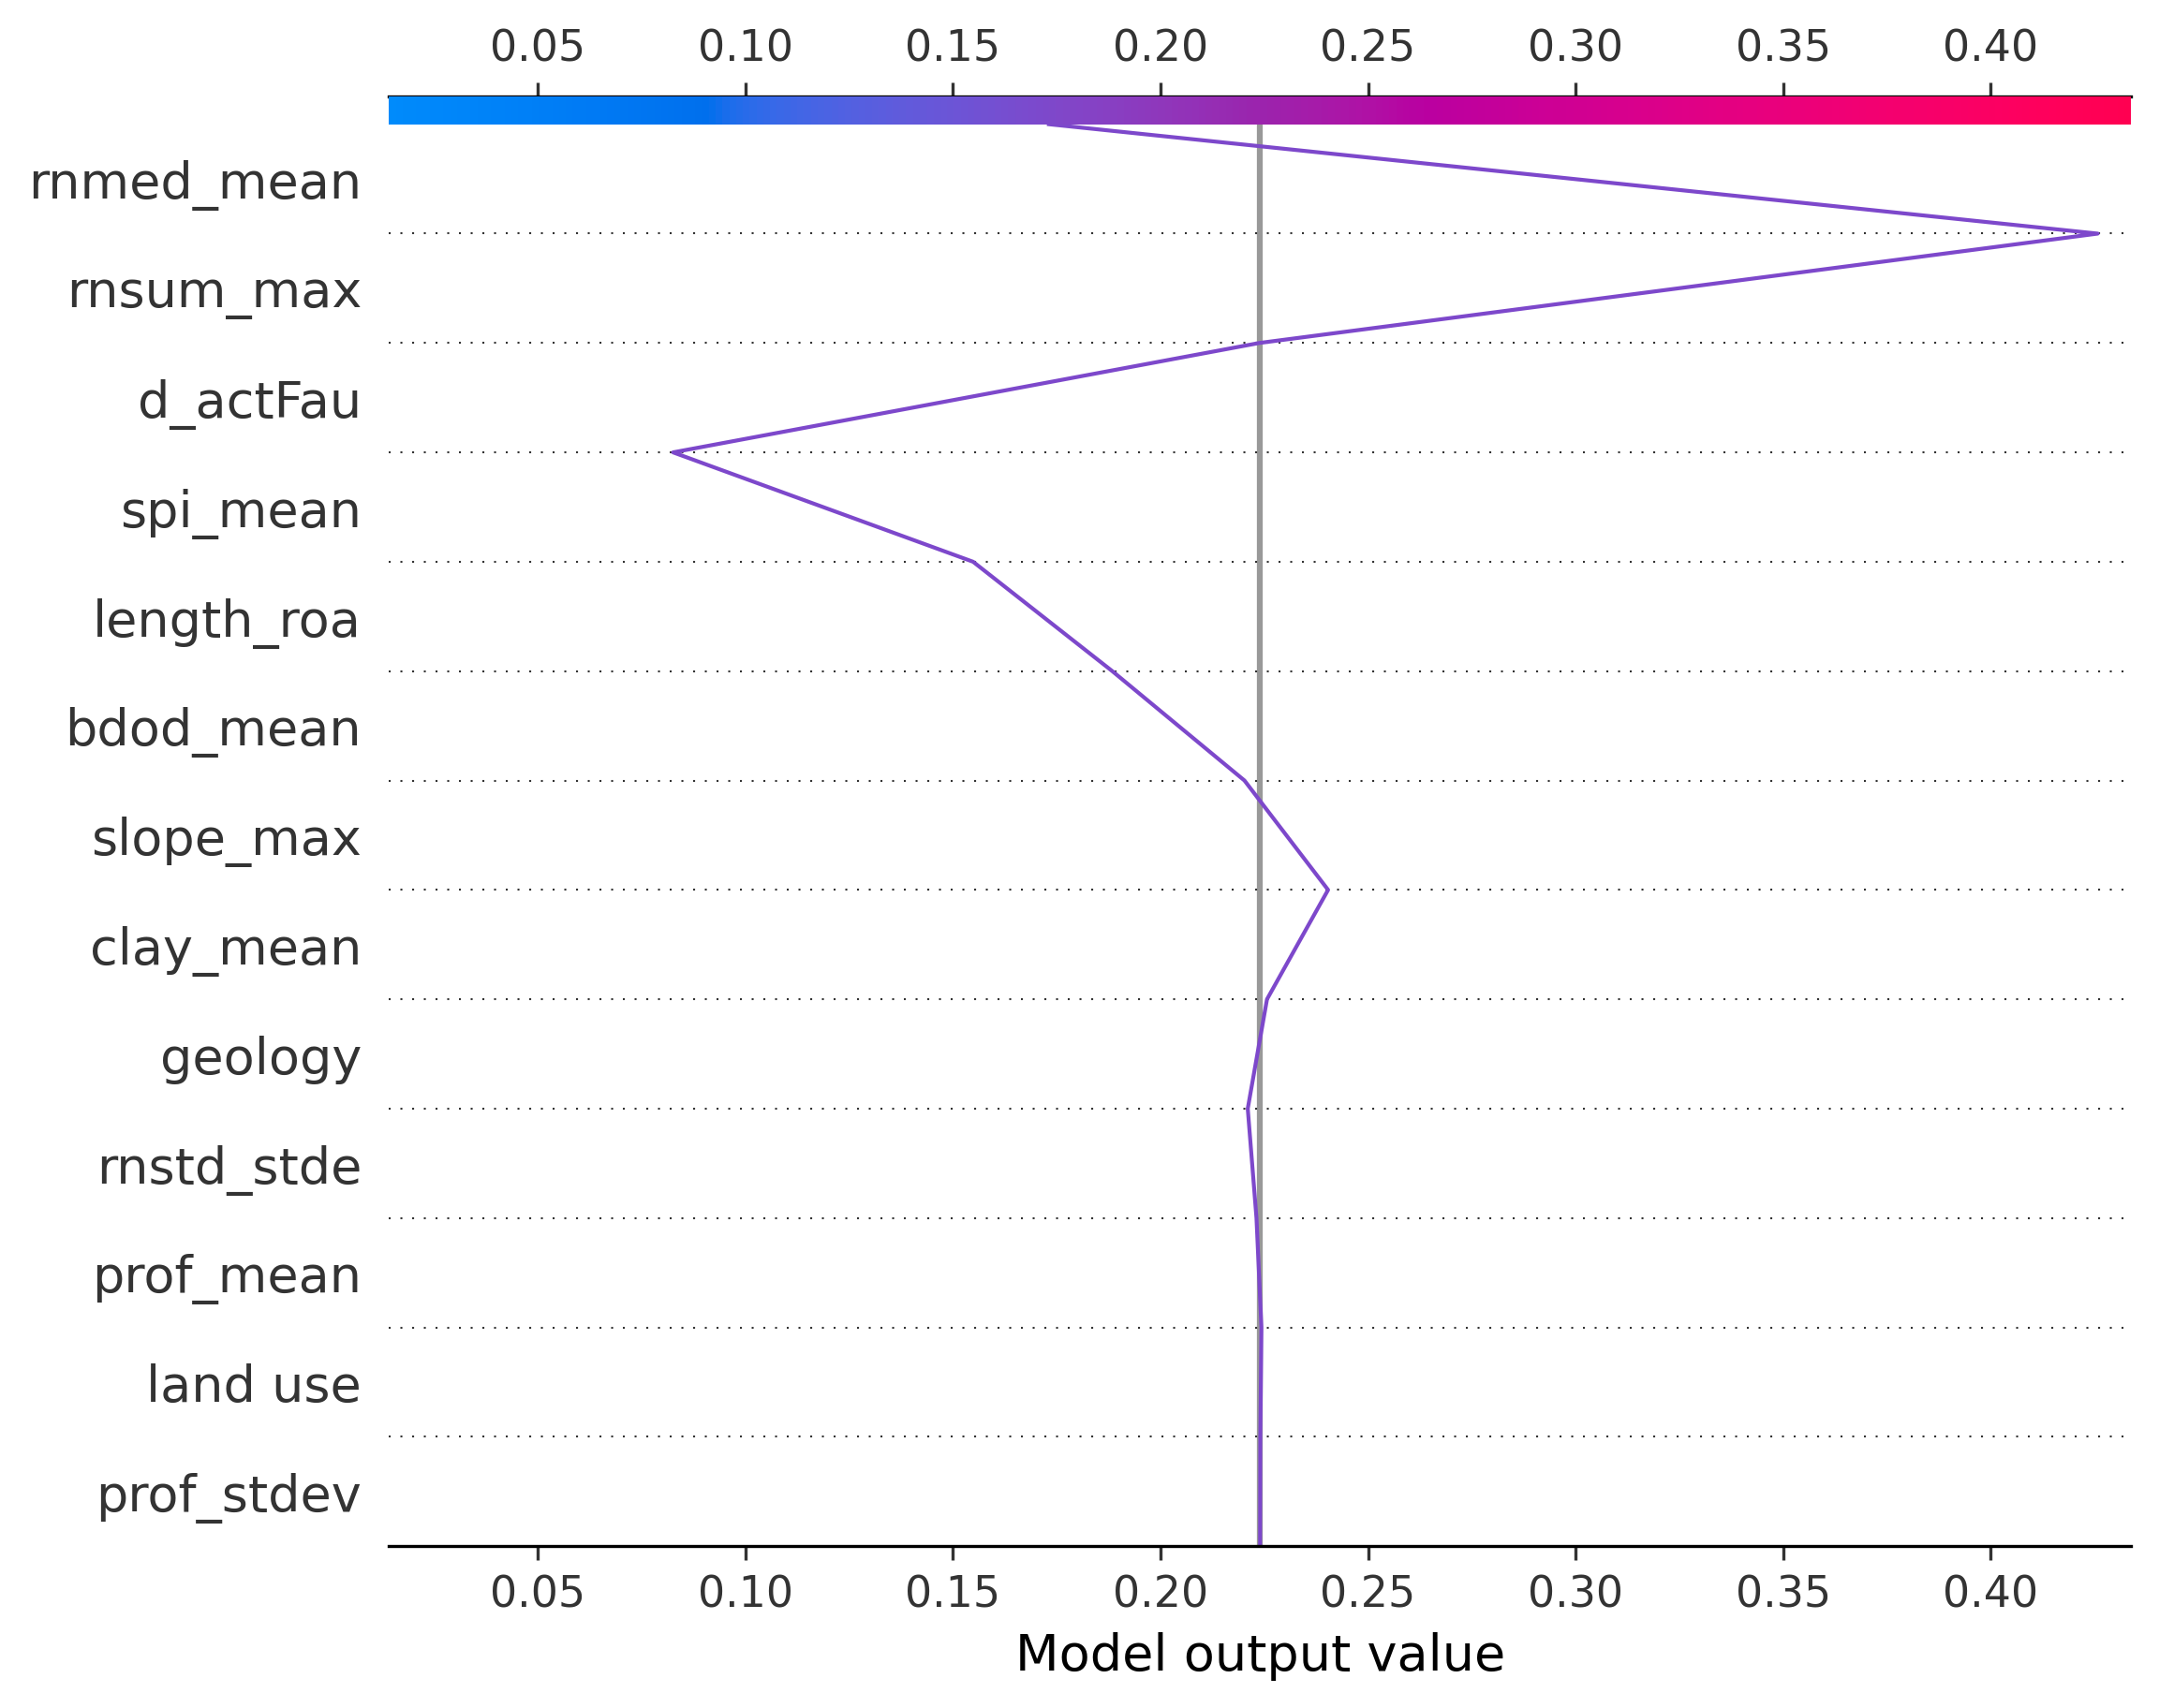 0.05 0.10 0.15 0.20 0.25 0.30 0.35 0.40
rnmed_mean
rnsum_max
d_actFau
spi_mean
length_roa
bdod_mean
slope_max
clay_mean
geology
rnstd_stde
prof_mean
land use
prof_stdev
0.05 0.10 0.15 0.20 0.25 0.30 0.35 0.40
Model output value